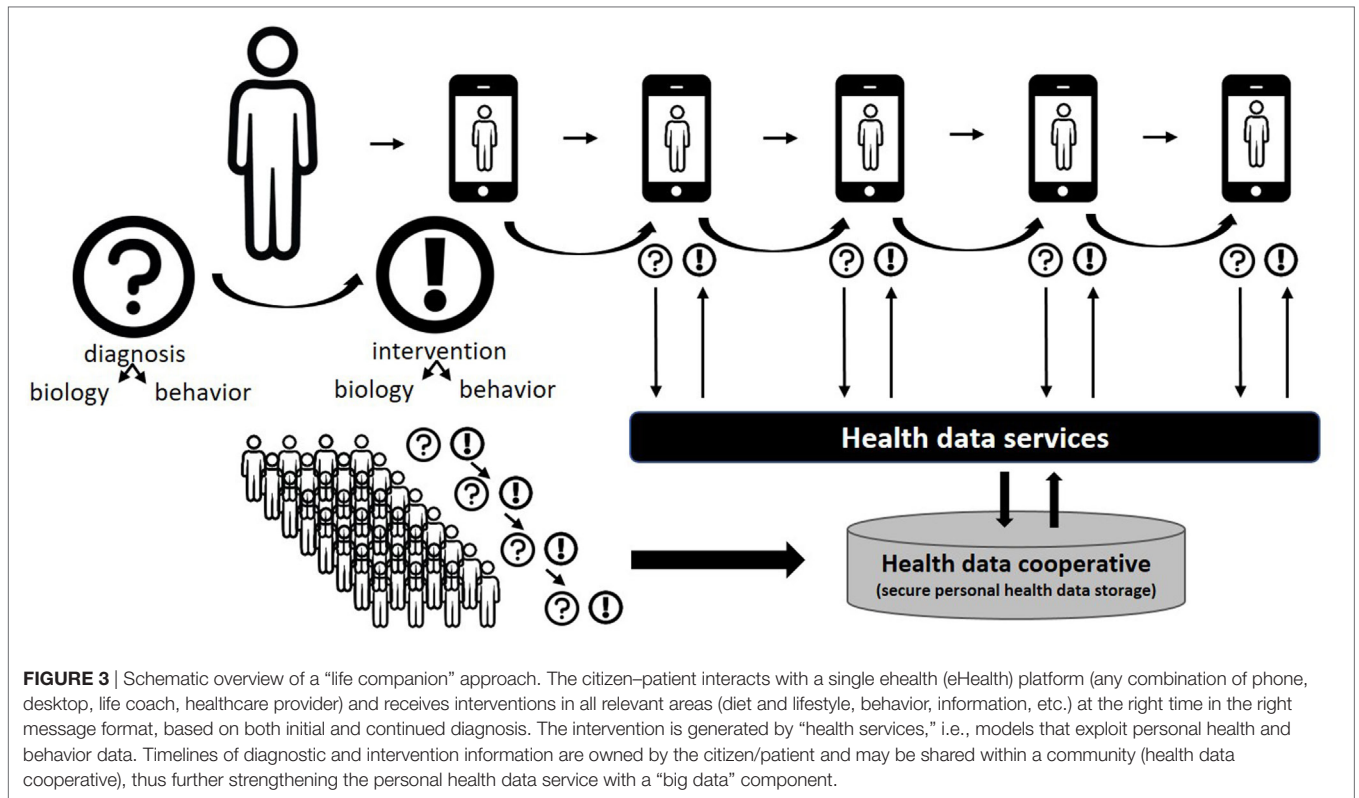 diagnosis
biology behavior
intervention
biology behavior
Health data services
Health data cooperative
(secure personal health data storage)
FIGURE 3 | Schematic overview of a “life companion” approach. The citizen–patient interacts with a single ehealth (eHealth) platform (any combination of phone,
desktop, life coach, healthcare provider) and receives interventions in all relevant areas (diet and lifestyle, behavior, information, etc.) at the right time in the right
message format, based on both initial and continued diagnosis. The intervention is generated by “health services,” i.e., models that exploit personal health and
behavior data. Timelines of diagnostic and intervention information are owned by the citizen/patient and may be shared within a community (health data
cooperative), thus further strengthening the personal health data service with a “big data” component.